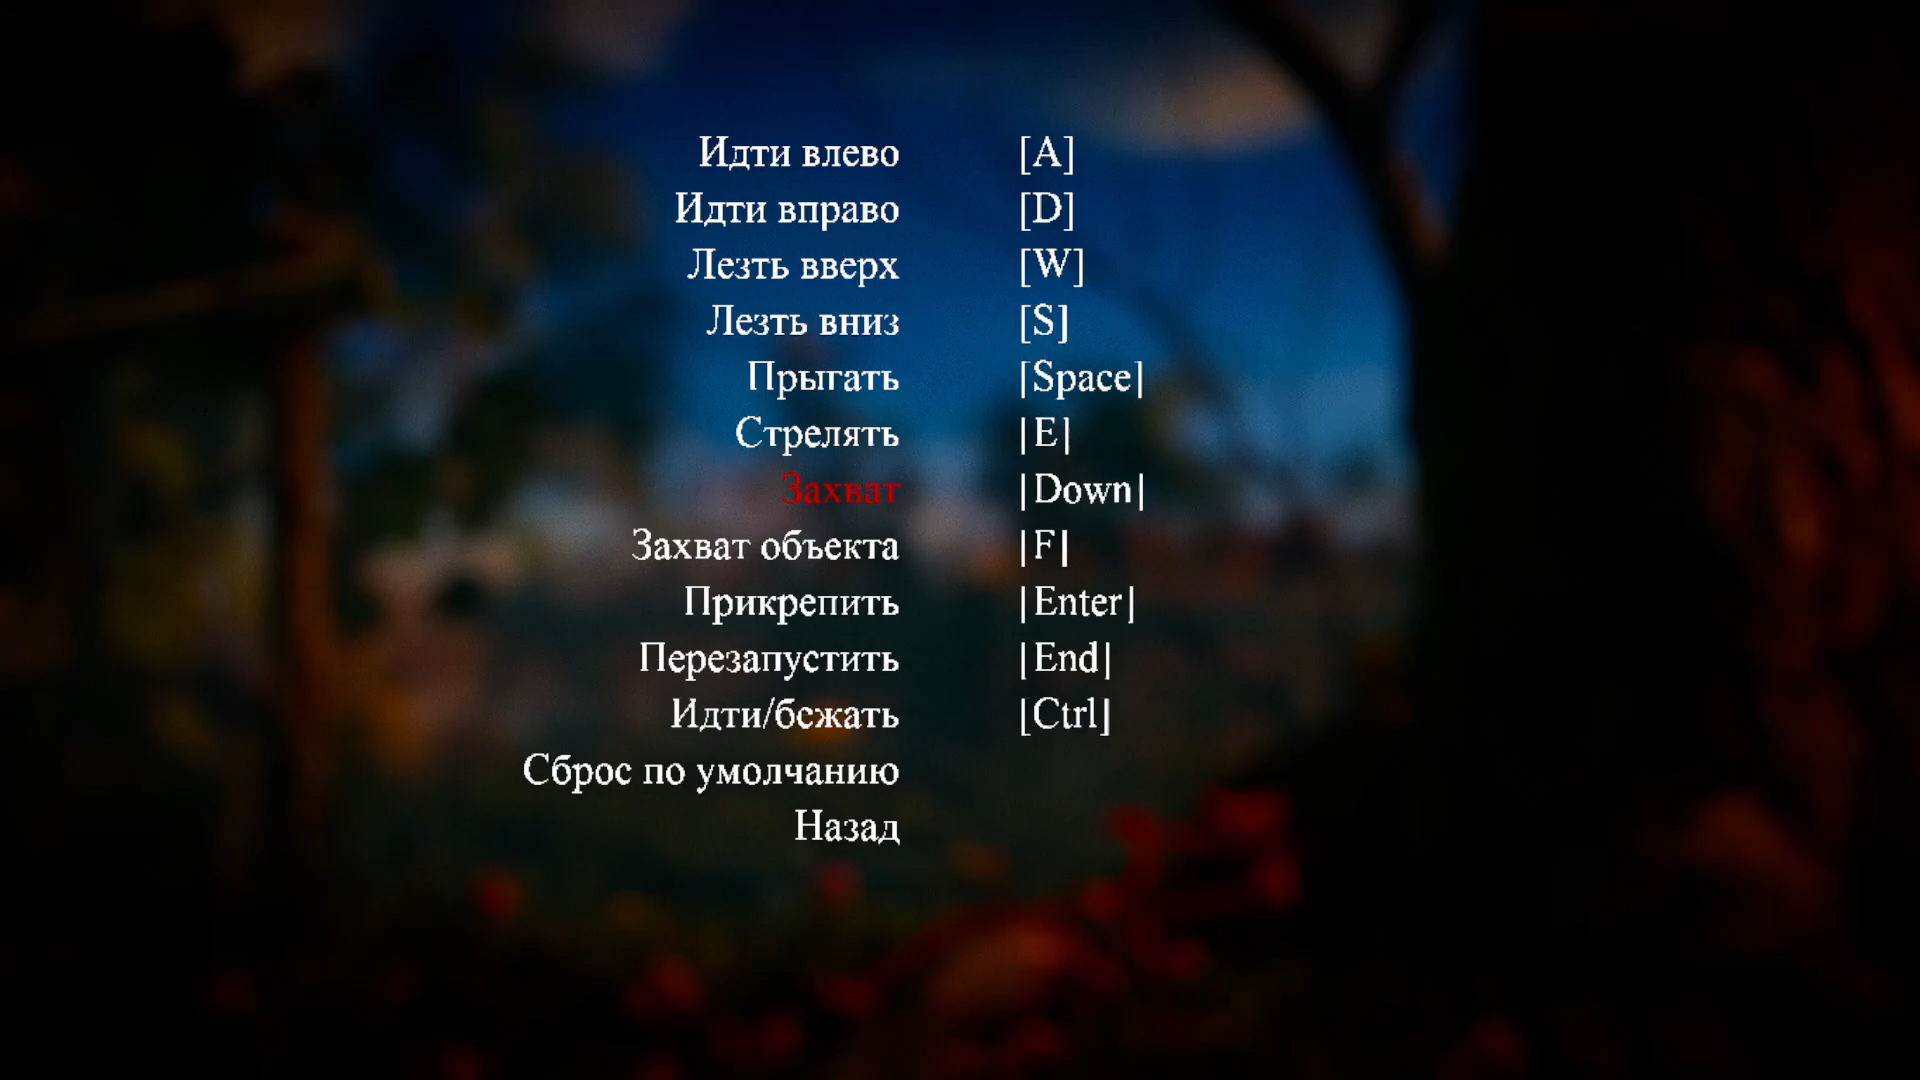 Идти влево [A]
Идти вправо [D]
Лезть вверх [W]
Лезть вниз [S]
Прыгать [Space]
Стрелять [E]
Захват [Down]
Захват объекта [F]
Прикрепить [Enter]
Перезапустить [End]
Идти/бежать [Ctrl]
Сброс по умолчанию
Назад